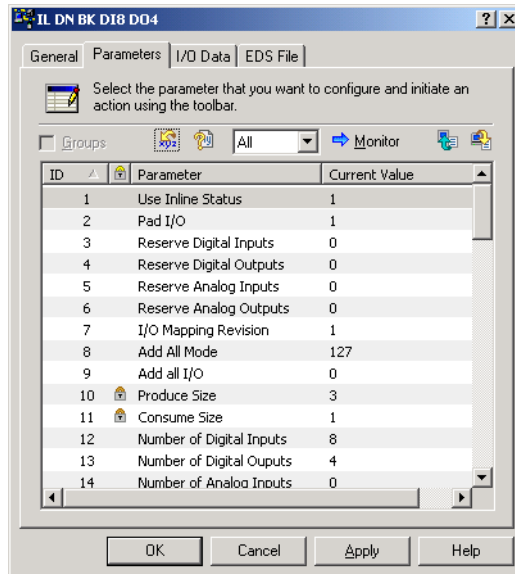 IL DN BK DI8 DO4
General Parameters I/O Data EDS File
Select the parameter that you want to configure and initiate an
action using the toolbar.
Groups xyz All Monitor
ID Parameter Current Value
1 Use Inline Status 1
2 Pad I/O 1
3 Reserve Digital Inputs 0
4 Reserve Digital Outputs 0
5 Reserve Analog Inputs 0
6 Reserve Analog Outputs 0
7 I/O Mapping Revision 1
8 Add All Mode 127
9 Add all I/O 0
10 Produce Size 3
11 Consume Size 1
12 Number of Digital Inputs 8
13 Number of Digital Ouputs 4
14 Number of Analog Inputs 0
OK Cancel Apply Help